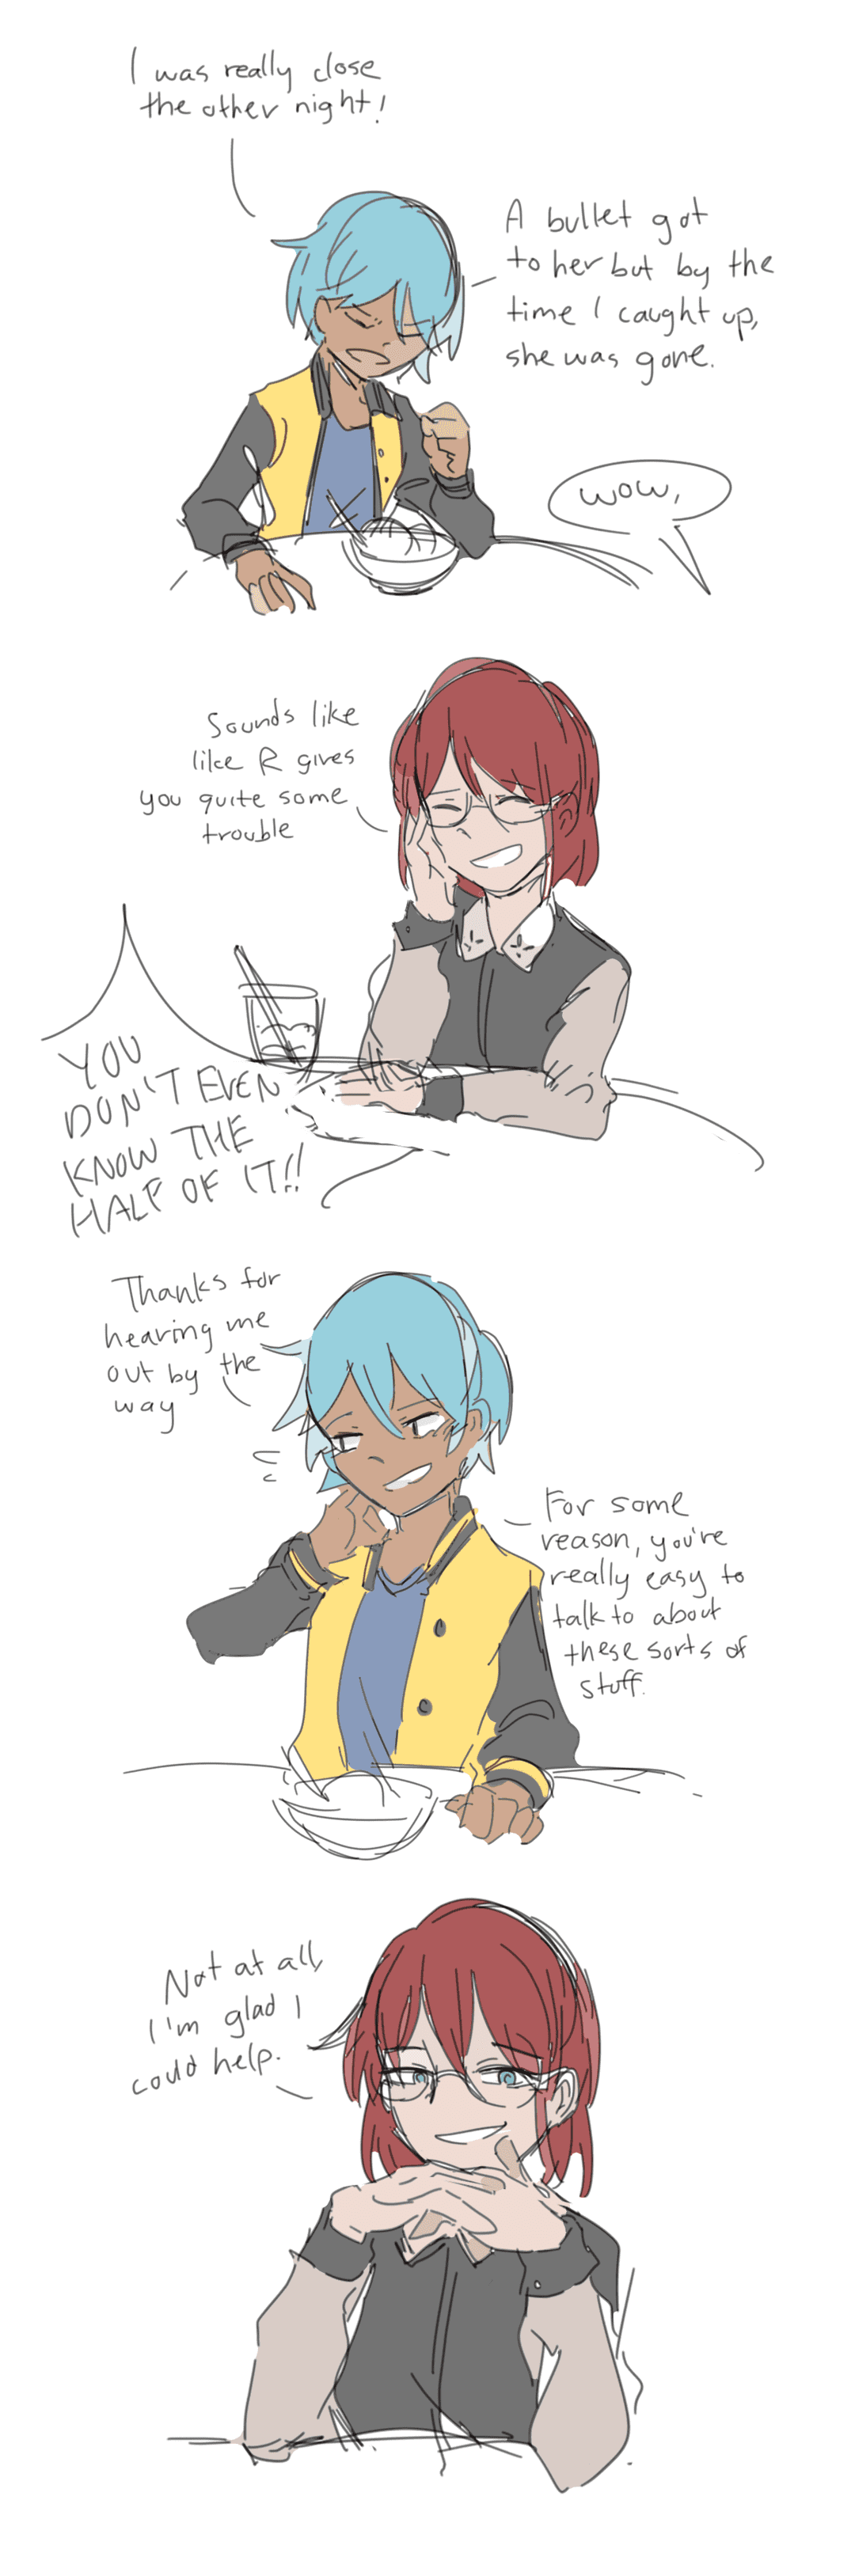 I was really close
the other night!
A bullet got
to her but by the
time I caught up,
she was gone.
wow,
Sounds like
like R gives
you quite some
trouble
YOU
DON'T EVEN
KNOW THE
HALF OF IT!!
Thanks for
hearing me
out by the
way
For some
reason, you're
really easy to
talk to about
these sorts of
stuff.
Not at all,
I'm glad I
could help.